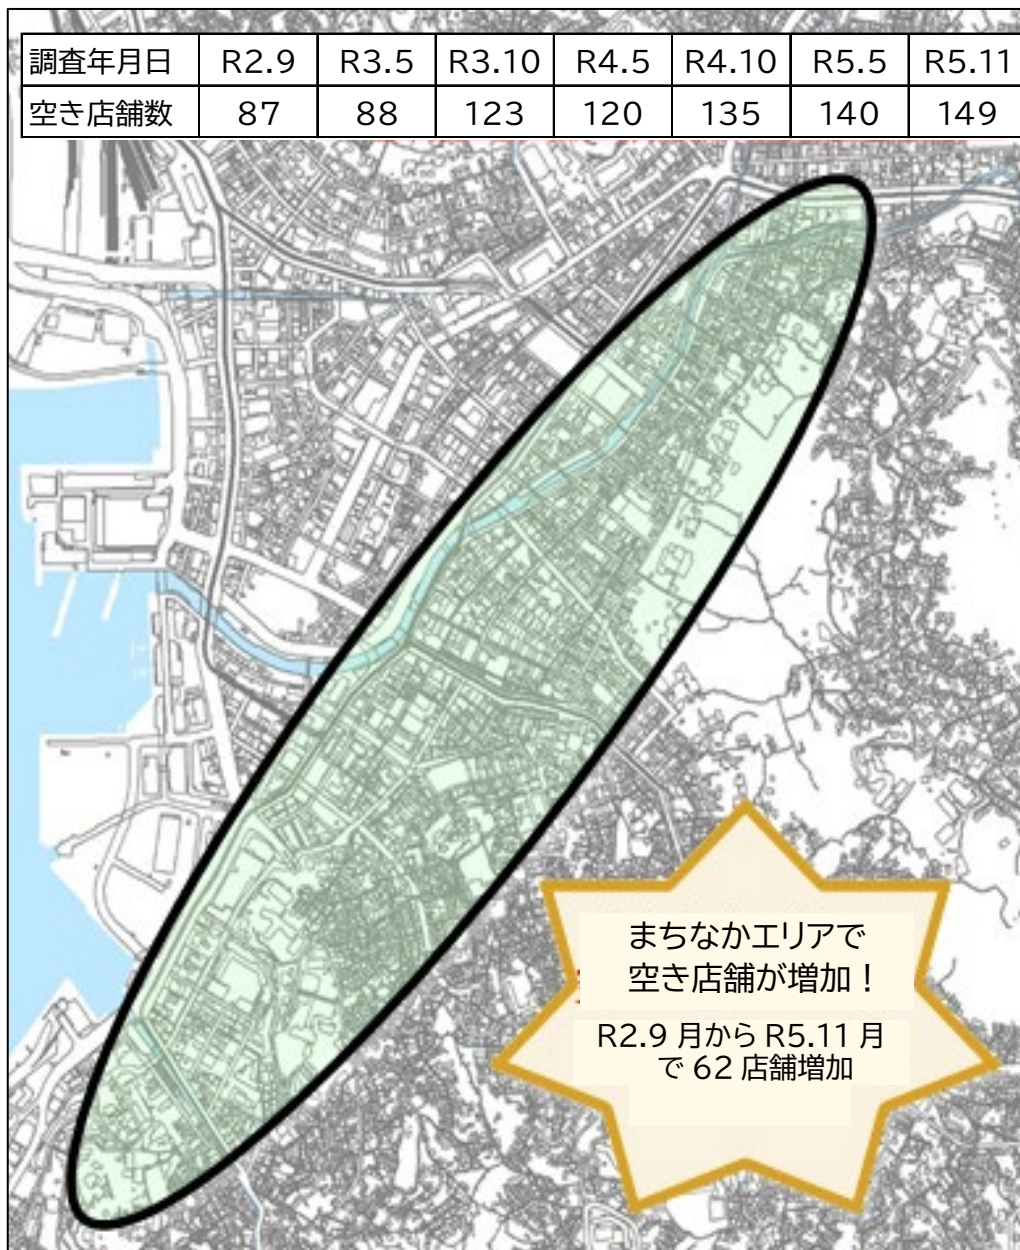 調査年月日 R2.9 R3.5 R3.10 R4.5 R4.10 R5.5 R5.11
空き店舗数 87 88 123 120 135 140 149
まちなかエリアで
空き店舗が増加！
R2.9 月から R5.11 月
で 62 店舗増加